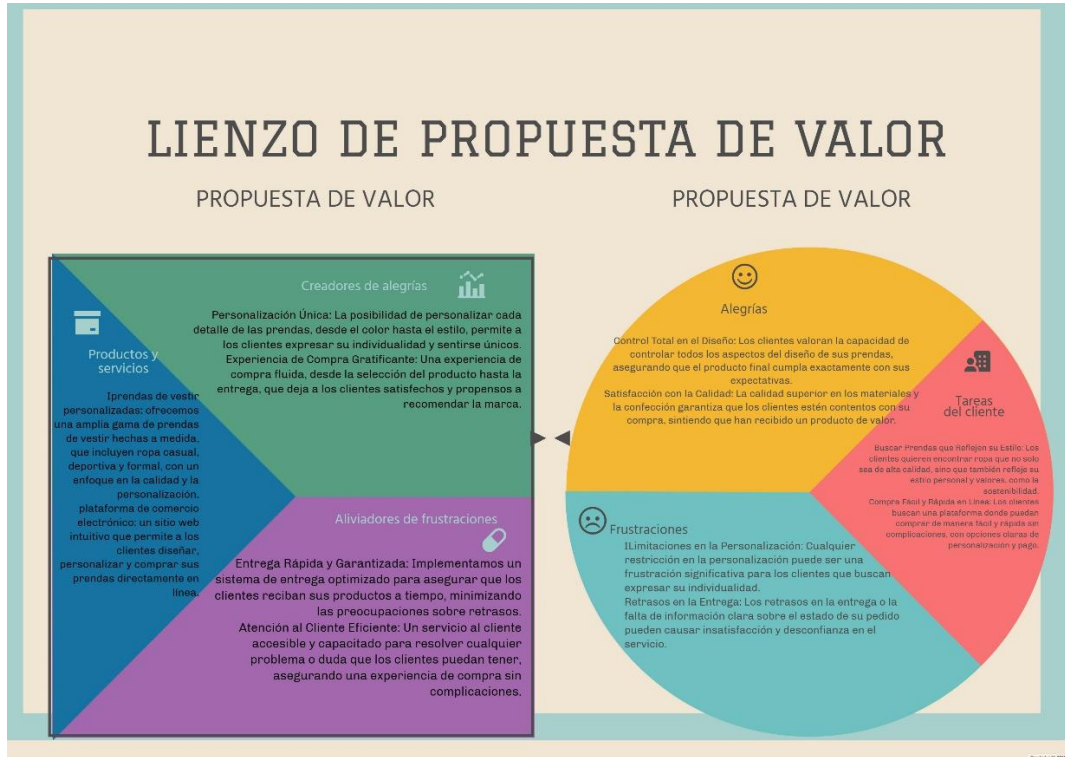 LIENZO DE PROPUESTA DE VALOR
PROPUESTA DE VALOR
PROPUESTA DE VALOR
Creadores de alegrías
Personalización Única: La posibilidad de personalizar cada
detalle de las prendas, desde el color hasta el estilo, permite a
los clientes expresar su individualidad y sentirse únicos.
Experiencia de Compra Gratificante: Una experiencia de
compra fluida, desde la selección del producto hasta la
entrega, que deja a los clientes satisfechos y propensos a
recomendar la marca.
Productos y
servicios
Iprendas de vestir
personalizadas: ofrecemos
una amplia gama de prendas
de vestir hechas a medida,
que incluyen ropa casual,
deportiva y formal, con un
enfoque en la calidad y la
personalización.
plataforma de comercio
electrónico: un sitio web
intuitivo que permite a los
clientes diseñar,
personalizar y comprar sus
prendas directamente en
línea.
Aliviadores de frustraciones
Entrega Rápida y Garantizada: Implementamos un
sistema de entrega optimizado para asegurar que los
clientes reciban sus productos a tiempo, minimizando
las preocupaciones sobre retrasos.
Atención al Cliente Eficiente: Un servicio al cliente
accesible y capacitado para resolver cualquier
problema o duda que los clientes puedan tener,
asegurando una experiencia de compra sin
complicaciones.
Alegrías
Control Total en el Diseño: Los clientes valoran la capacidad de
controlar todos los aspectos del diseño de sus prendas,
asegurando que el producto final cumpla exactamente con sus
expectativas.
Satisfacción con la Calidad: La calidad superior en los materiales y
la confección garantiza que los clientes estén contentos con su
compra, sintiendo que han recibido un producto de valor.
Tareas
del cliente
Buscar Prendas que Reflejen su Estilo: Los
clientes quieren encontrar ropa que no solo
sea de alta calidad, sino que también refleje su
estilo personal y valores, como la
sostenibilidad.
Compra Fácil y Rápida en Línea: Los clientes
buscan una plataforma donde puedan
comprar de manera fácil y rápida sin
complicaciones, con opciones claras de
personalización y pago.
Frustraciones
ILimitaciones en la Personalización: Cualquier
restricción en la personalización puede ser una
frustración significativa para los clientes que buscan
expresar su individualidad.
Retrasos en la Entrega: Los retrasos en la entrega o la
falta de información clara sobre el estado de su pedido
pueden causar insatisfacción y desconfianza en el
servicio.